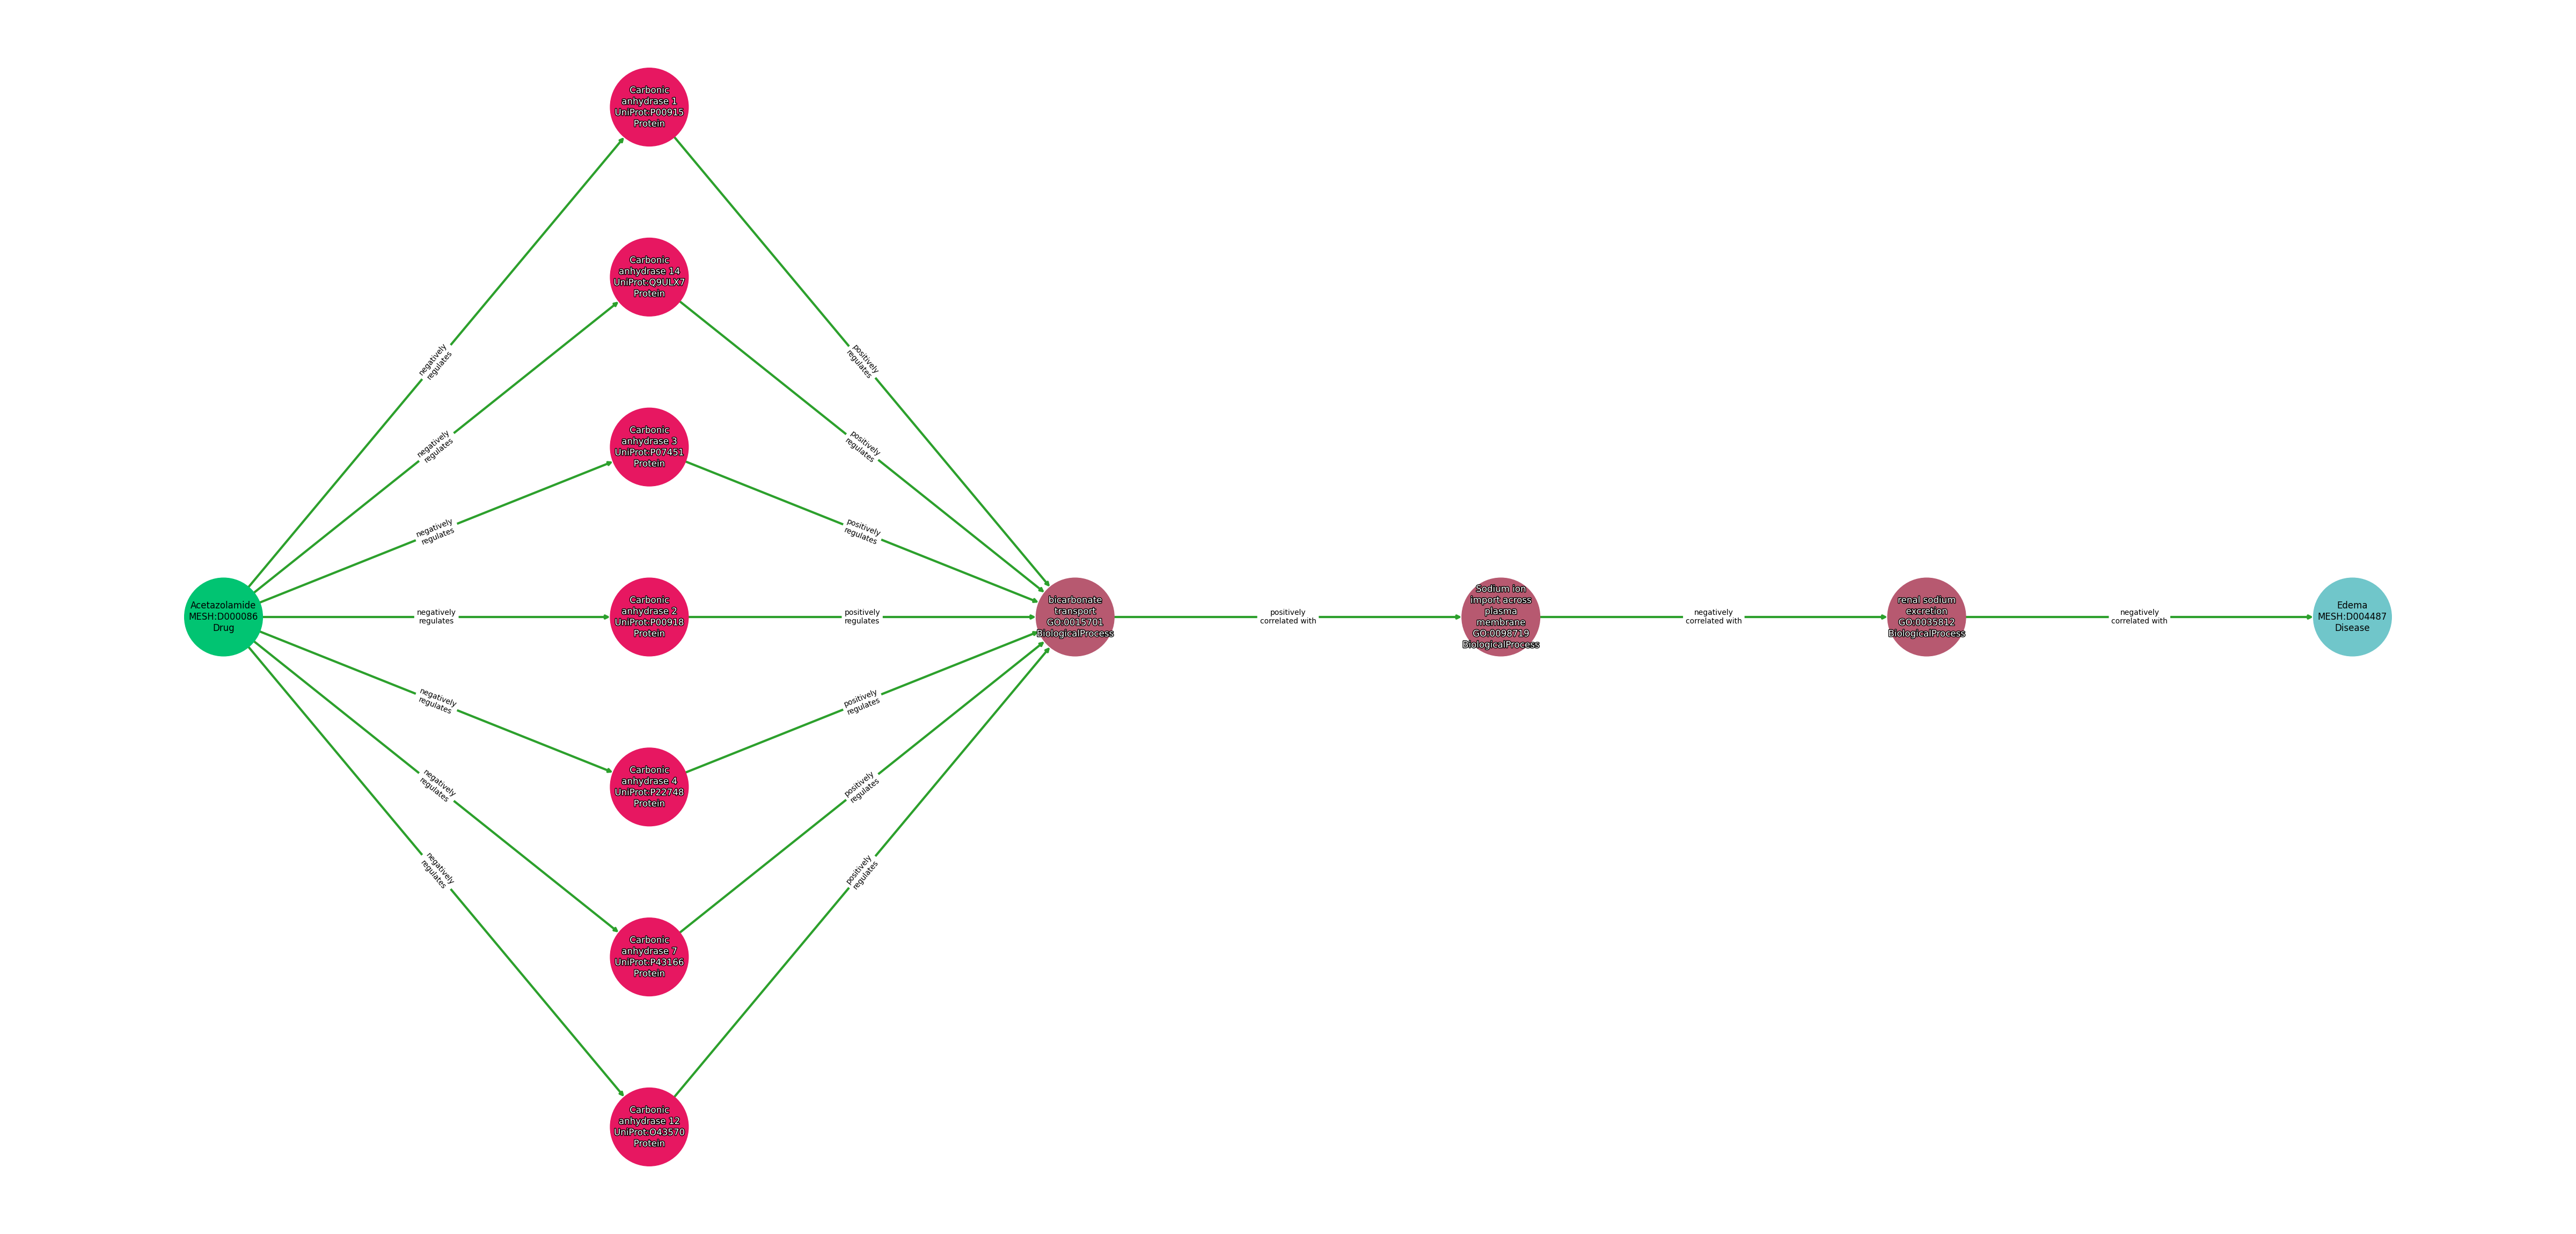 Carbonic
anhydrase 1
UniProt:P00915
Protein
Carbonic
anhydrase 14
UniProt:Q9ULX7
Protein
negatively
regulates
positively
regulates
Carbonic
anhydrase 3
UniProt:P07451
Protein
negatively
regulates
positively
regulates
negatively
regulates
positively
regulates
Acetazolamide
MESH:D000086
Drug
negatively
regulates
Carbonic
anhydrase 2
UniProt:P00918
Protein
positively
regulates
bicarbonate
transport
GO:0015701
BiologicalProcess
positively
correlated with
Sodium ion
import across
plasma
membrane
GO:0098719
BiologicalProcess
negatively
correlated with
renal sodium
excretion
GO:0035812
BiologicalProcess
negatively
correlated with
Edema
MESH:D004487
Disease
negatively
regulates
positively
regulates
Carbonic
anhydrase 4
UniProt:P22748
Protein
negatively
regulates
positively
regulates
negatively
regulates
positively
regulates
Carbonic
anhydrase 7
UniProt:P43166
Protein
Carbonic
anhydrase 12
UniProt:O43570
Protein